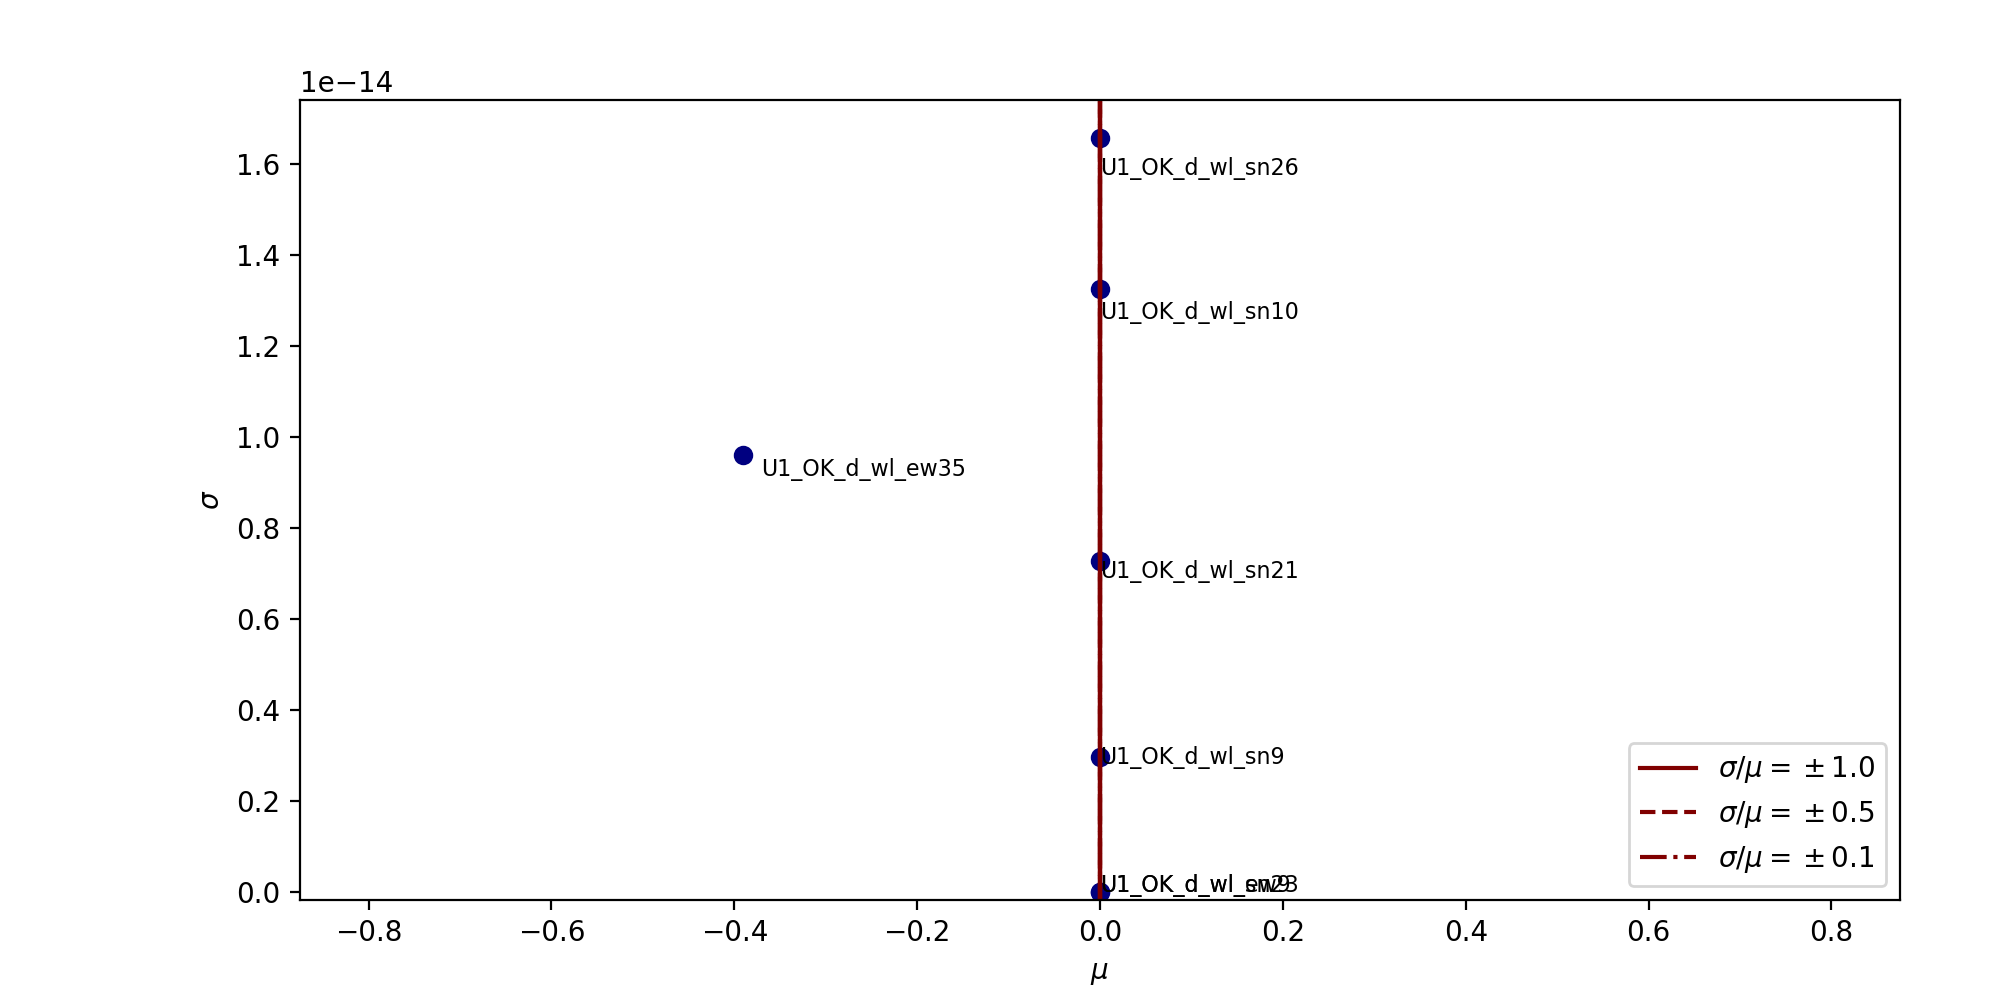 1e−14
1.6
1.4
1.2
1.0
0.8
0.6
0.4
0.2
0.0
σ
U1_OK_d_wl_sn26
U1_OK_d_wl_sn10
U1_OK_d_wl_ew35
U1_OK_d_wl_sn21
U1_OK_d_wl_sn9
U1_OK_d_wl
σ/μ = ±1.0
σ/μ = ±0.5
σ/μ = ±0.1
−0.8 −0.6 −0.4 −0.2 0.0 0.2 0.4 0.6 0.8
μ